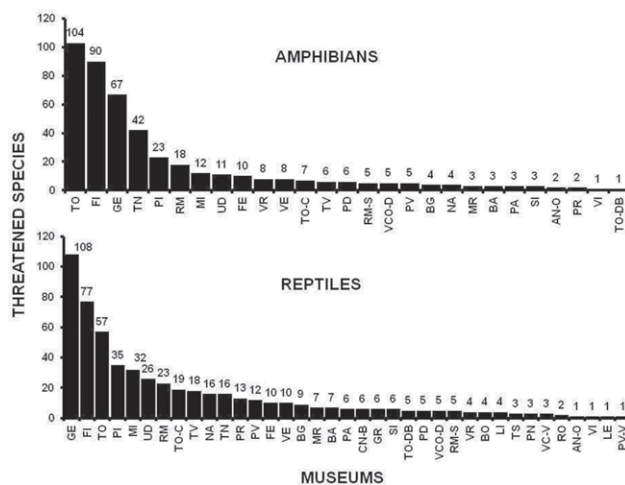 AMPHIBIANS
THREATENED SPECIES
120
100
80
60
40
20
0
104 90 67 42 23 18 12 11 10 8 8 7 6 6 5 5 5 4 4 3 3 3 3 2 2 1 1
TO FI GE TN PI RM MI UD FE VR VE TO-C TV PD RM-S VCO-D PV BG NA MR BA PA SI AN-O PR VI TO-DB
REPTILES
120
100
80
60
40
20
0
108 77 57 35 32 26 23 19 18 16 16 13 12 10 10 9 7 7 6 6 6 6 5 5 5 5 4 4 4 3 3 3 2 1 1 1 1
GE FI TO PI MI UD RM TO-C TV NA TN PR PV FE VE BG MR BA PA CN-B GR SI TO-DB PD VCO-D RM-S VR BO LI TS PN VC-V RO AN-O VI LE PV-V
MUSEUMS